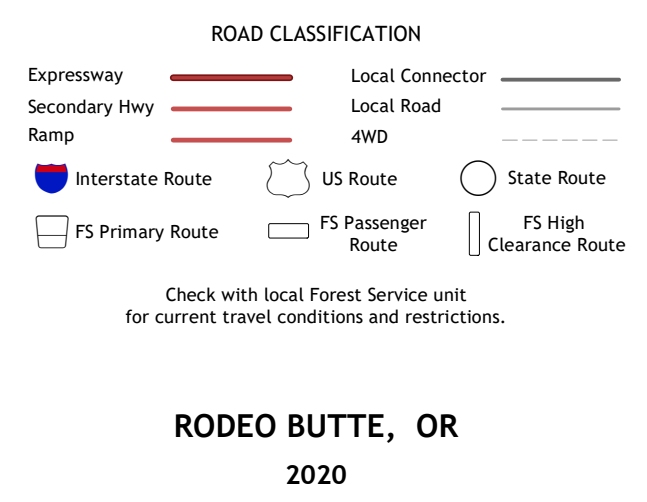 ROAD CLASSIFICATION
Expressway
Local Connector
Secondary Hwy
Local Road
Ramp
4WD
Interstate Route
US Route
State Route
FS Primary Route
FS Passenger
Route
FS High
Clearance Route
Check with local Forest Service unit
for current travel conditions and restrictions.
RODEO BUTTE, OR
2020